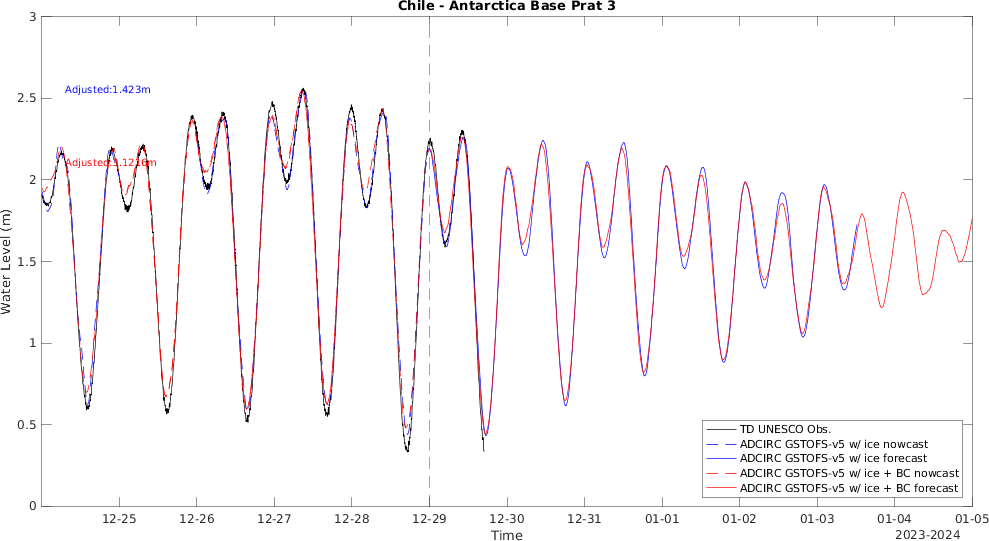 Chile - Antarctica Base Prat 3
3
2.5
2
1.5
1
0.5
0
Water Level (m)
Adjusted:1.423m
12-25
12-26
12-27
12-28
12-29
12-30
12-31
01-01
01-02
01-03
01-04
01-05
Time
2023-2024
TD UNESCO Obs.
ADCIRC GSTOFS-v5 w/ ice nowcast
ADCIRC GSTOFS-v5 w/ ice forecast
ADCIRC GSTOFS-v5 w/ ice + BC nowcast
ADCIRC GSTOFS-v5 w/ ice + BC forecast